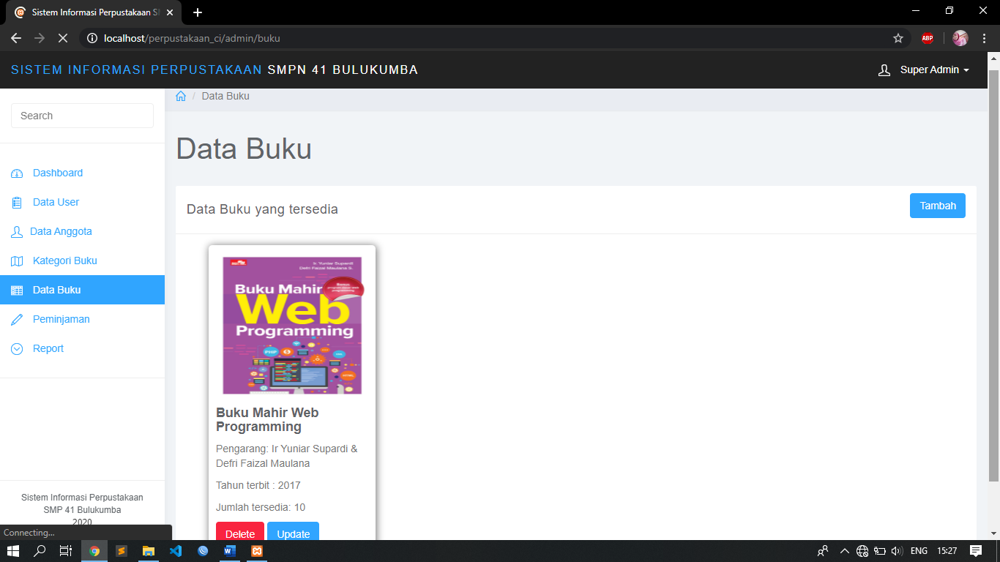 Sistem Informasi Perpustakaan S
localhost/perpustakaan_ci/admin/buku
ABP
SISTEM INFORMASI PERPUSTAKAAN SMPN 41 BULUKUMBA
Super Admin
Search
Dashboard
Data User
Data Anggota
Kategori Buku
Data Buku
Peminjaman
Report
Sistem Informasi Perpustakaan
SMP 41 Bulukumba
2020
/ Data Buku
Data Buku
Data Buku yang tersedia
Tambah
Ir. Yuniar Supardi
Defri Faizal Maulana S.
Buku Mahir
Web
Programming
PHP
HTML
Buku Mahir Web
Programming
Pengarang: Ir Yuniar Supardi &
Defri Faizal Maulana
Tahun terbit : 2017
Jumlah tersedia: 10
Delete
Update
Connecting...
ENG
15:27